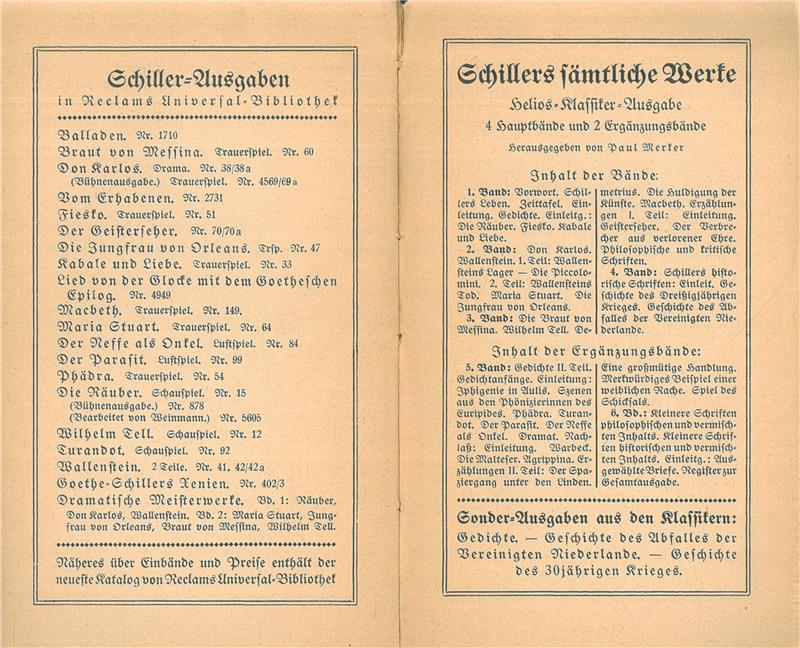 Schiller-Ausgaben
in Reclams Universal-Bibliothek
Balladen. Nr. 1710
Braut von Messina. Trauerspiel. Nr. 60
Don Karlos. Drama. Nr. 38/38a
(Bühnenausgabe.) Trauerspiel. Nr. 4569/69a
Vom Erhabenen. Nr. 2731
Fiesko. Trauerspiel. Nr. 51
Der Geisterseher. Nr. 70/70a
Die Jungfrau von Orleans. Trsp. Nr. 47
Kabale und Liebe. Trauerspiel. Nr. 33
Lied von der Glocke mit dem Goetheschen
Epilog. Nr. 4949
Macbeth. Trauerspiel. Nr. 149.
Maria Stuart. Trauerspiel. Nr. 64
Der Neffe als Onkel. Lustspiel. Nr. 84
Der Parasit. Lustspiel. Nr. 99
Phädra. Trauerspiel. Nr. 54
Die Räuber. Schauspiel. Nr. 15
(Bühnenausgabe.) Nr. 878
(Bearbeitet von Weinmann.) Nr. 5605
Wilhelm Tell. Schauspiel. Nr. 12
Turandot. Schauspiel. Nr. 92
Wallenstein. 2 Teile. Nr. 41. 42/42a
Goethe-Schillers Xenien. Nr. 402/3
Dramatische Meisterwerke. Bd. 1: Räuber,
Don Karlos, Wallenstein. Bd. 2: Maria Stuart, Jung-
frau von Orleans, Braut von Messina, Wilhelm Tell.
Näheres über Einbände und Preise enthält der
neueste Katalog von Reclams Universal-Bibliothek
Schillers sämtliche Werke
Helios-Klassiker-Ausgabe
4 Hauptbände und 2 Ergänzungsbände
Herausgegeben von Paul Merker
Inhalt der Bände:
1. Band: Vorwort. Schil-
lers Leben. Zeittafel. Ein-
leitung. Gedichte. Einleitg.:
Die Räuber. Fiesko. Kabale
und Liebe.
2. Band: Don Karlos.
Wallenstein. 1. Teil: Wallen-
steins Lager — Die Piccolo-
mini. 2. Teil: Wallensteins
Tod. Maria Stuart. Die
Jungfrau von Orleans.
3. Band: Die Braut von
Messina. Wilhelm Tell. De-
metrius. Die Huldigung der
Künste. Macbeth. Erzählun-
gen I. Teil: Einleitung.
Geisterseher. Der Verbre-
cher aus verlorener Ehre.
Philosophische und kritische
Schriften.
4. Band: Schillers histo-
rische Schriften: Einleit. Ge-
schichte des Dreißigjährigen
Krieges. Geschichte des Ab-
falles der Vereinigten Nie-
derlande.
Inhalt der Ergänzungsbände:
5. Band: Gedichte II. Teil.
Gedichtanfänge. Einleitung:
Iphigenie in Aulis. Szenen
aus den Phönizierinnen des
Euripides. Phädra. Turan-
dot. Der Parasit. Der Neffe
als Onkel. Dramat. Nach-
laß: Einleitung. Warbeck.
Die Malteser. Agrippina. Er-
zählungen II. Teil: Der Spa-
ziergang unter den Linden.
Eine großmütige Handlung.
Merkwürdiges Beispiel einer
weiblichen Rache. Spiel des
Schicksals.
6. Bd.: Kleinere Schriften
philosophischen und vermisch-
ten Inhalts. Kleinere Schrif-
ten historischen und vermisch-
ten Inhalts. Einleitg.: Aus-
gewählte Briefe. Register zur
Gesamtausgabe.
Sonder-Ausgaben aus den Klassikern:
Gedichte. — Geschichte des Abfalles der
Vereinigten Niederlande. — Geschichte
des 30jährigen Krieges.